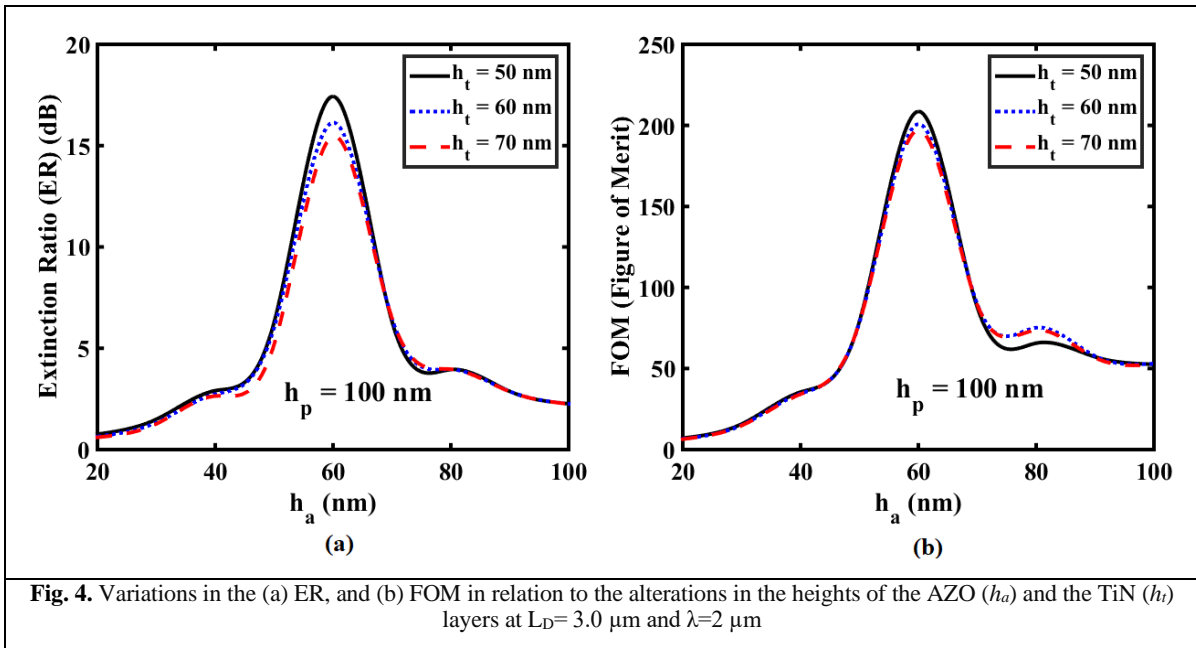 20
15
10
5
0
Extinction Ratio (ER) (dB)
h_t = 50 nm
h_t = 60 nm
h_t = 70 nm
h_p = 100 nm
20 40 60 80 100
h_a (nm)
(a)
250
200
150
100
50
0
FOM (Figure of Merit)
h_t = 50 nm
h_t = 60 nm
h_t = 70 nm
h_p = 100 nm
20 40 60 80 100
h_a (nm)
(b)
Fig. 4. Variations in the (a) ER, and (b) FOM in relation to the alterations in the heights of the AZO (h_a) and the TiN (h_t)
layers at L_D= 3.0 µm and λ=2 µm